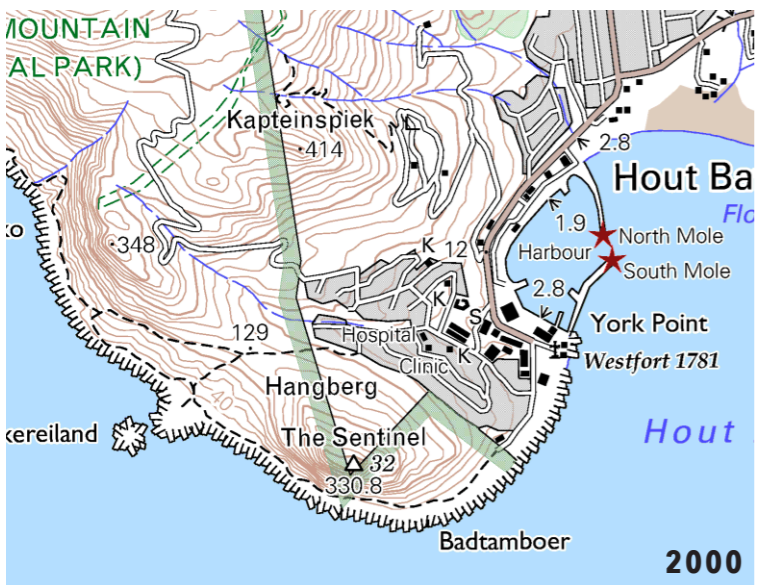 MOUNTAIN
AL PARK)
Kapteinspiek
414
L
2.8
Hout Ba
Flo
1.9
North Mole
Harbour
South Mole
348
K
12
K
2.8
S
York Point
129
Hospital
K
Clinic
Westfort 1781
Hangberg
40
kereiland
The Sentinel
32
330.8
Hout
Badtamboer
2000
ko